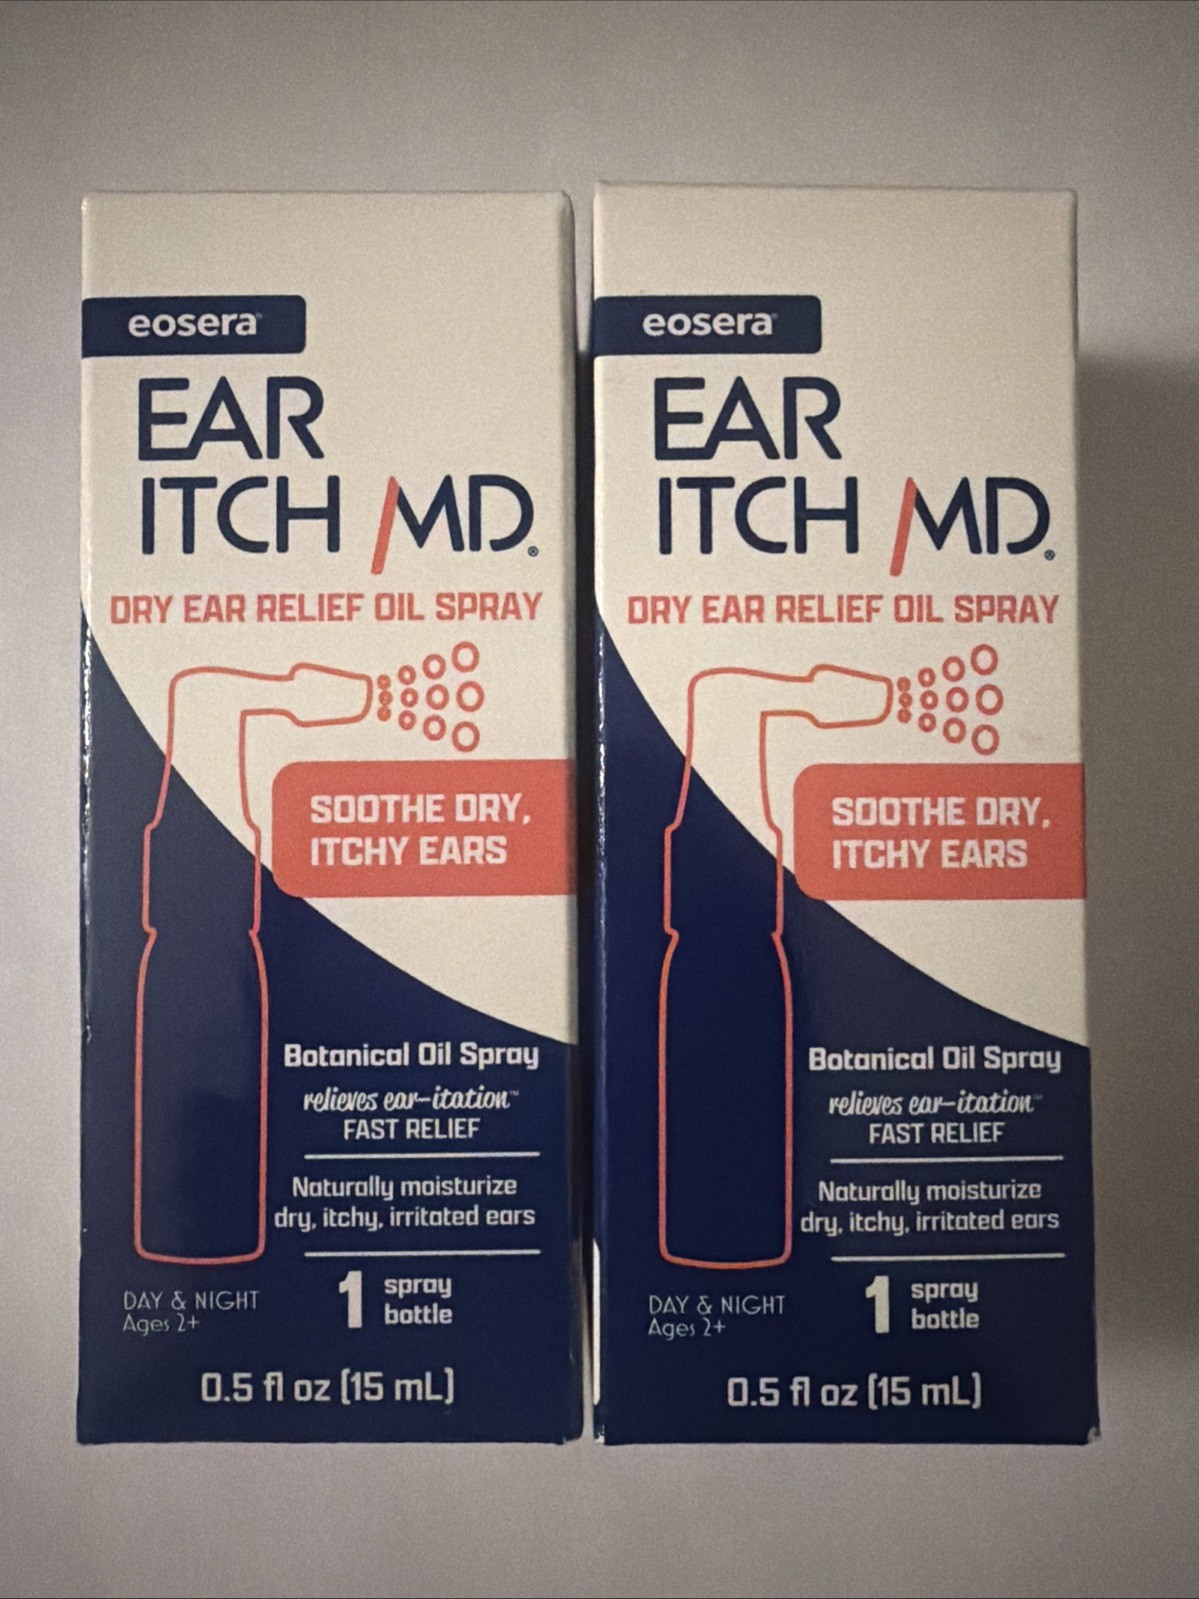 eosera®
EAR
ITCH MD®
DRY EAR RELIEF OIL SPRAY
SOOTHE DRY,
ITCHY EARS
Botanical Oil Spray
relieves ear-itation™
FAST RELIEF
Naturally moisturize
dry, itchy, irritated ears
1 spray
bottle
DAY & NIGHT
Ages 2+
0.5 fl oz (15 mL)
eosera®
EAR
ITCH MD®
DRY EAR RELIEF OIL SPRAY
SOOTHE DRY,
ITCHY EARS
Botanical Oil Spray
relieves ear-itation™
FAST RELIEF
Naturally moisturize
dry, itchy, irritated ears
1 spray
bottle
DAY & NIGHT
Ages 2+
0.5 fl oz (15 mL)